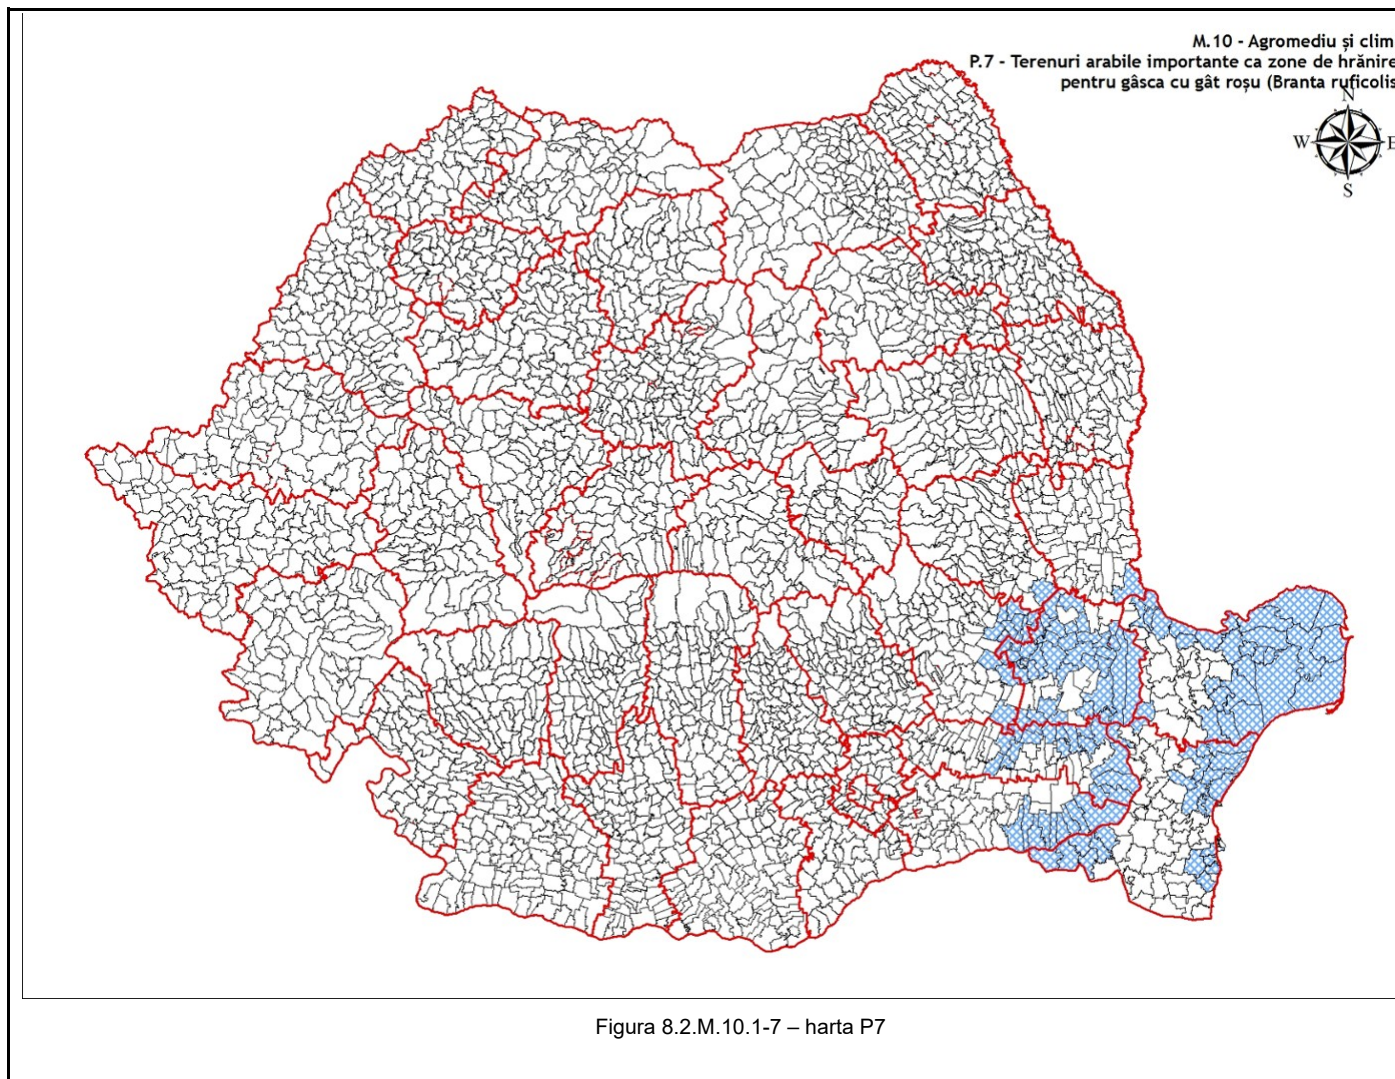 M.10 - Agromediu și clim
P.7 - Terenuri arabile importante ca zone de hrănire
pentru gâsca cu gât roșu (Branta ruficolis
N
W E
S
Figura 8.2.M.10.1-7 – harta P7